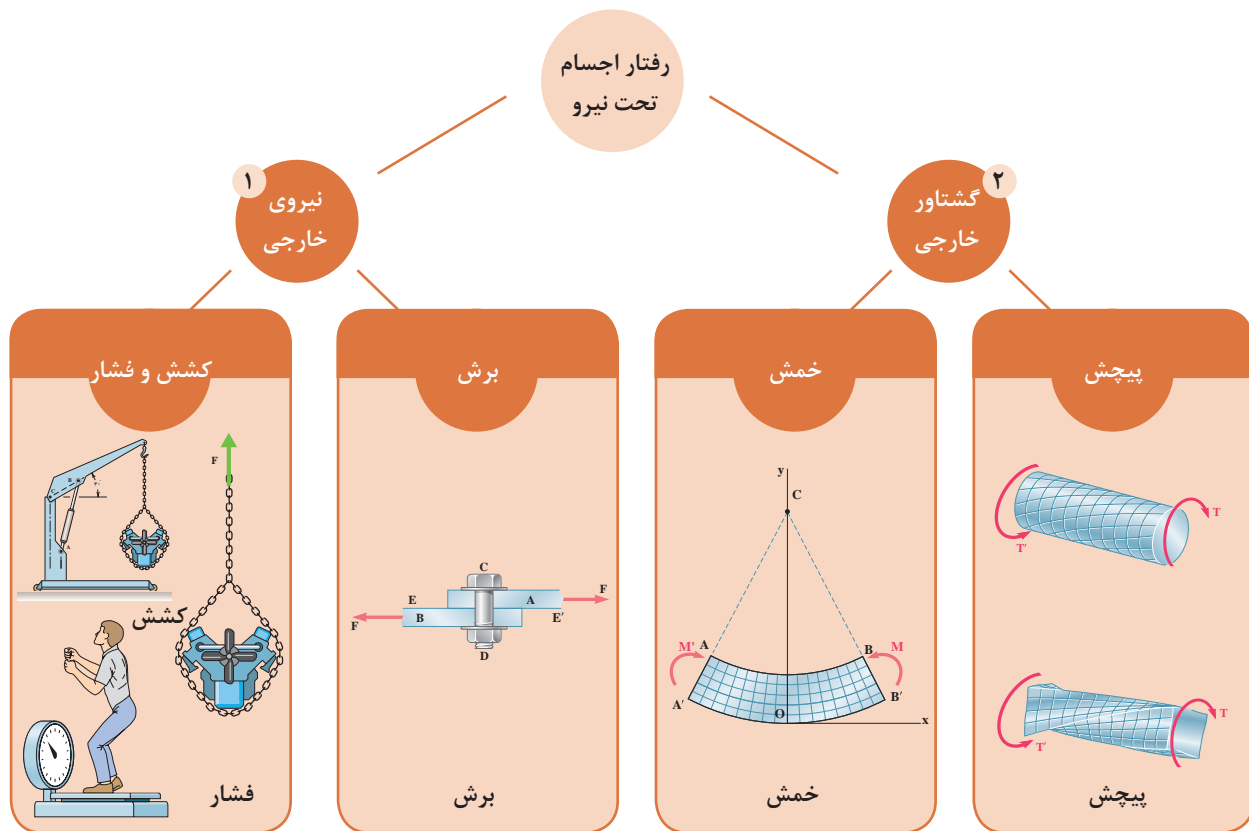 رفتار اجسام
تحت نیرو
۱
نیروی
خارجی
۲
گشتاور
خارجی
کشش و فشار
برش
خمش
پیچش
F
B
C
A
کشش
فشار
C
E
A
F
F
B
E′
D
برش
y
C
M′
A
B
M
A′
O
B′
x
خمش
T
T′
T
T′
پیچش